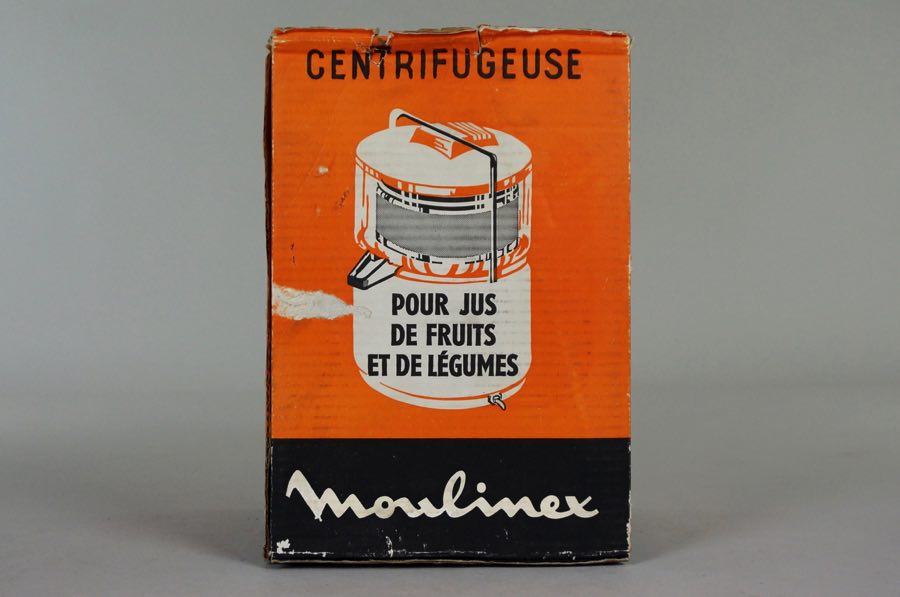 CENTRIFUGEUSE
POUR JUS
DE FRUITS
ET DE LÉGUMES
Moulinex